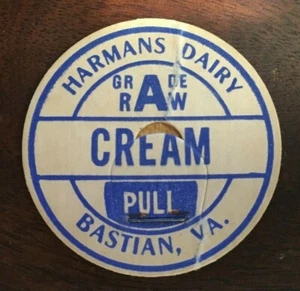 HARMANS DAIRY
GRADE
RAW
CREAM
PULL
BASTIAN, VA.